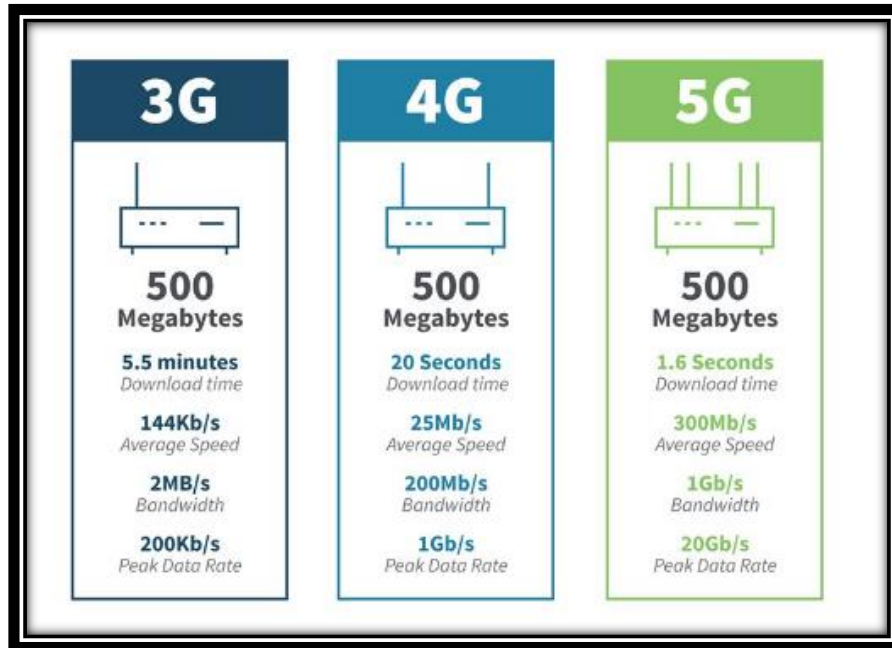 3G
500
Megabytes
5.5 minutes
Download time
144Kb/s
Average Speed
2MB/s
Bandwidth
200Kb/s
Peak Data Rate
4G
500
Megabytes
20 Seconds
Download time
25Mb/s
Average Speed
200Mb/s
Bandwidth
1Gb/s
Peak Data Rate
5G
500
Megabytes
1.6 Seconds
Download time
300Mb/s
Average Speed
1Gb/s
Bandwidth
20Gb/s
Peak Data Rate